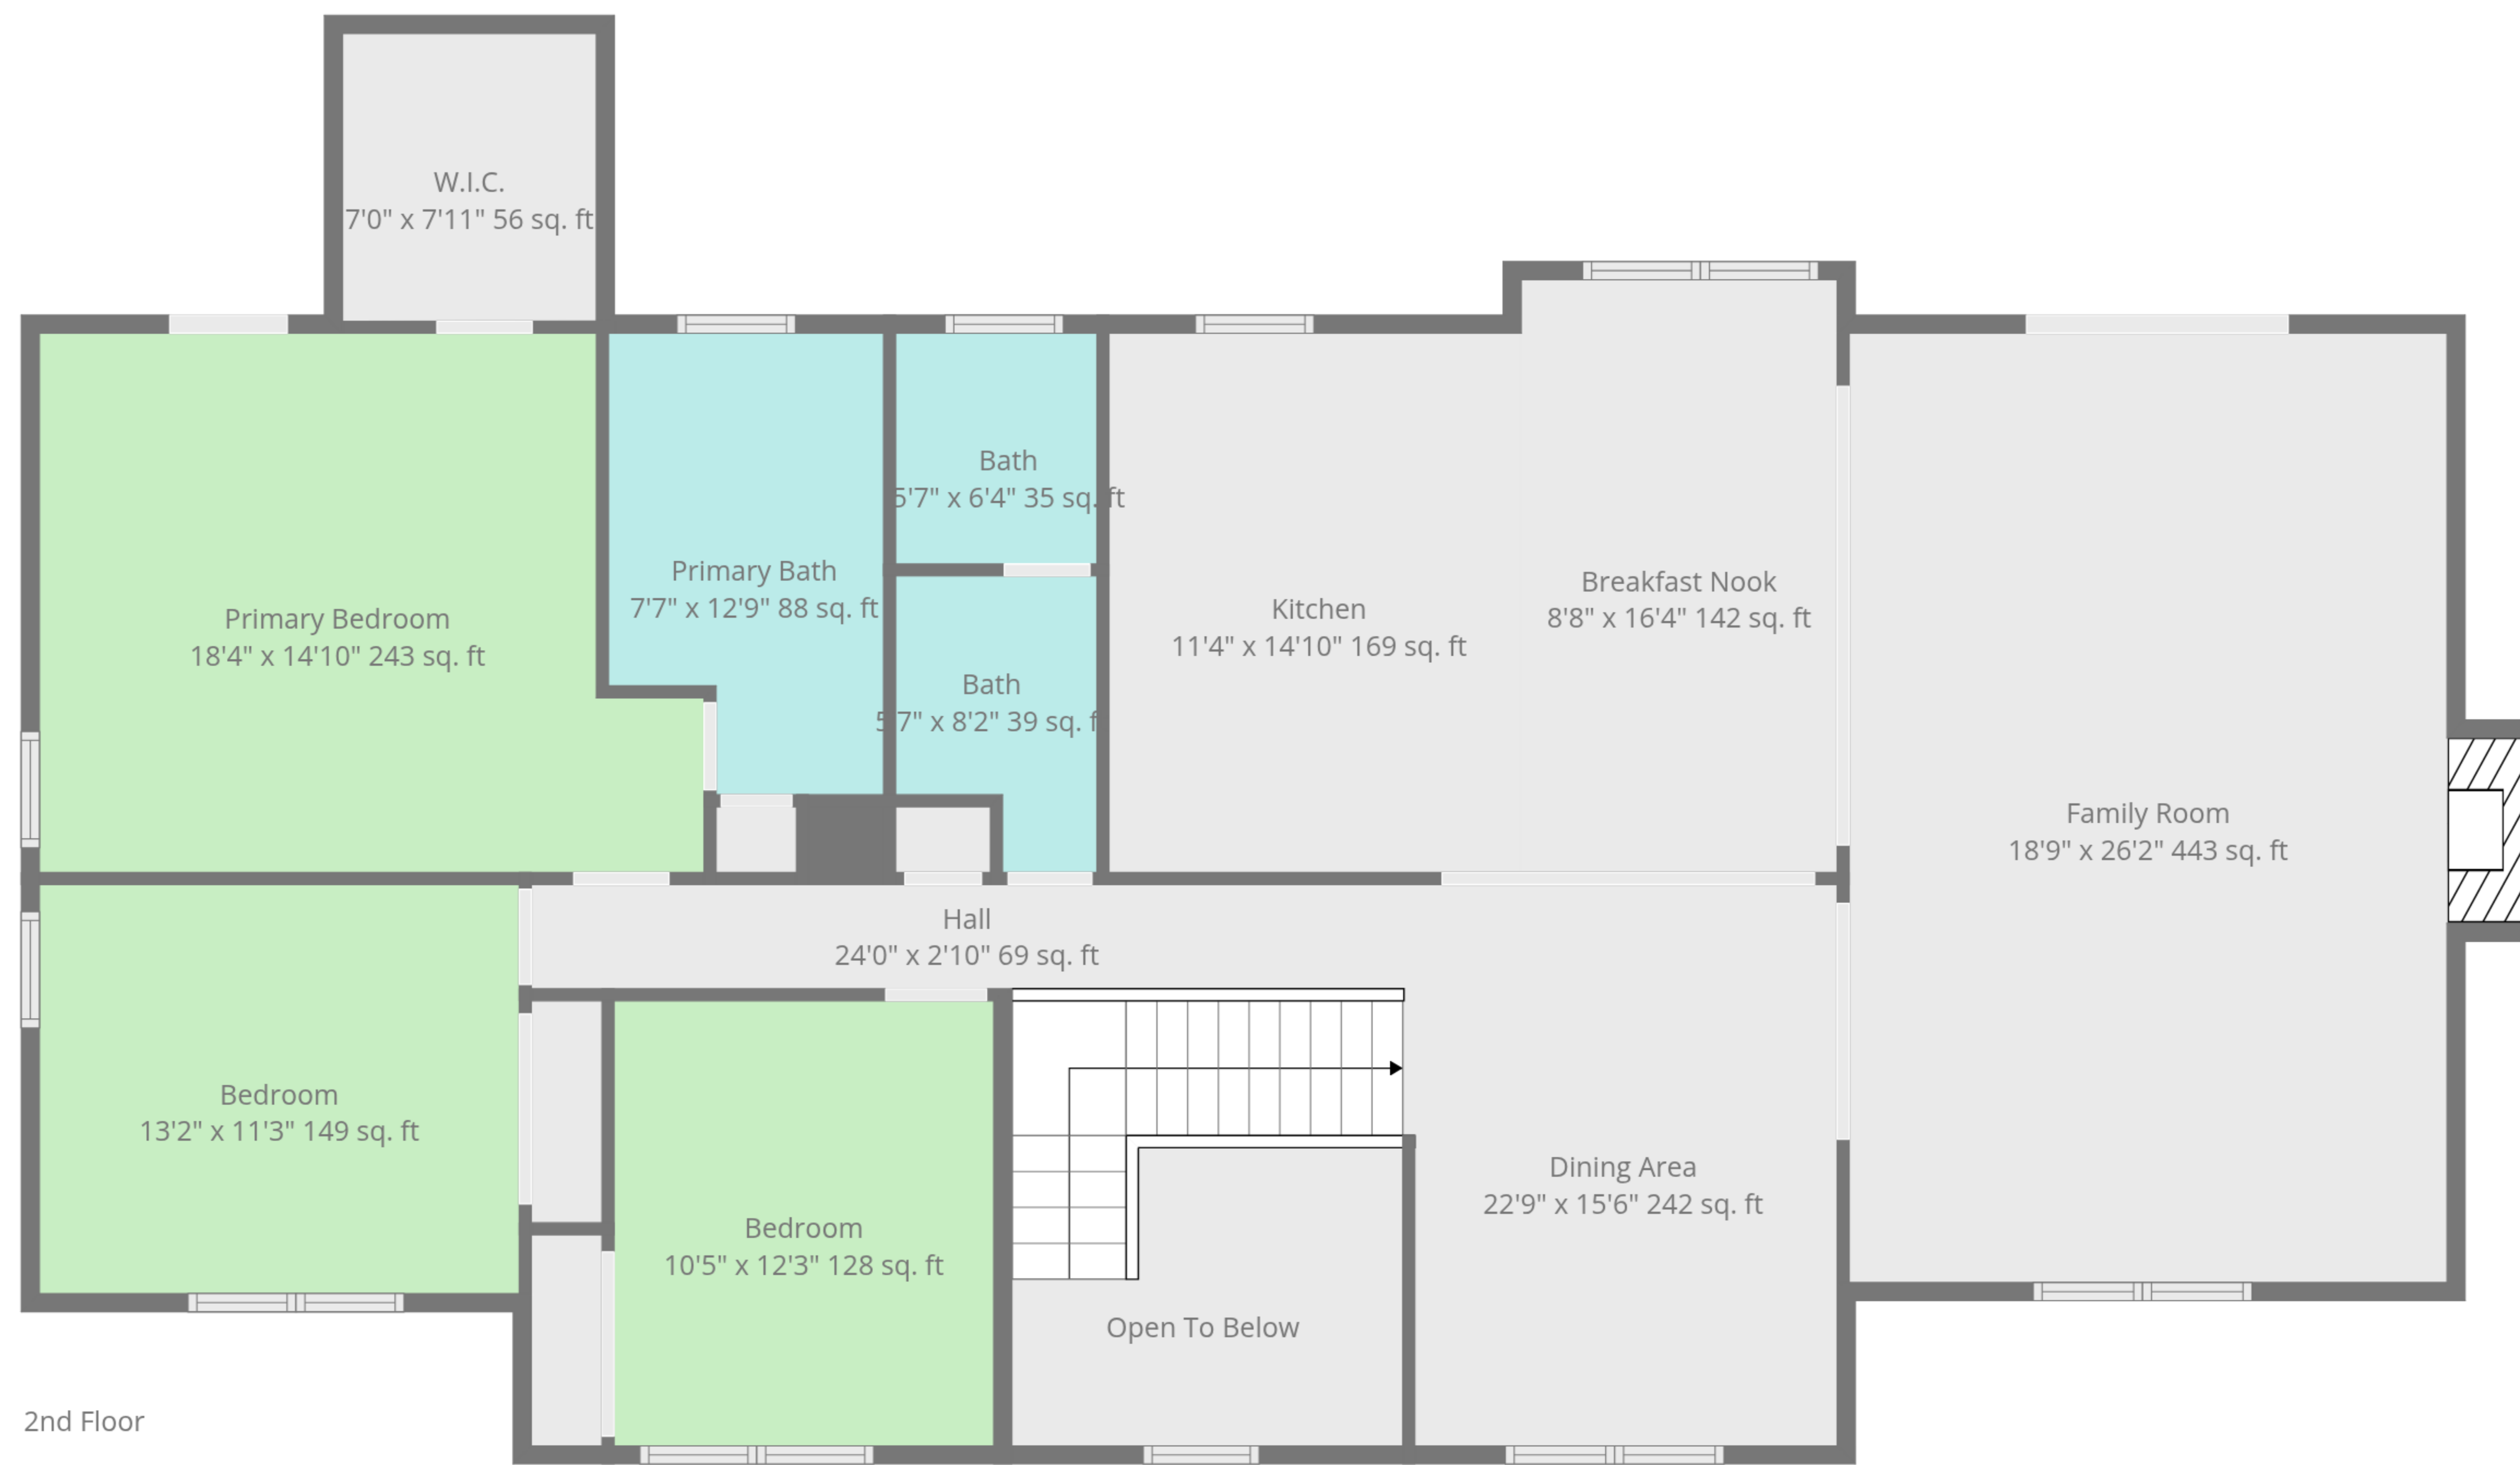 W.I.C.
7'0" x 7'11" 56 sq. ft
Bath
5'7" x 6'4" 35 sq. ft
Primary Bath
7'7" x 12'9" 88 sq. ft
Breakfast Nook
8'8" x 16'4" 142 sq. ft
Kitchen
11'4" x 14'10" 169 sq. ft
Primary Bedroom
18'4" x 14'10" 243 sq. ft
Bath
5'7" x 8'2" 39 sq. ft
Family Room
18'9" x 26'2" 443 sq. ft
Hall
24'0" x 2'10" 69 sq. ft
Bedroom
13'2" x 11'3" 149 sq. ft
Dining Area
22'9" x 15'6" 242 sq. ft
Bedroom
10'5" x 12'3" 128 sq. ft
Open To Below
2nd Floor